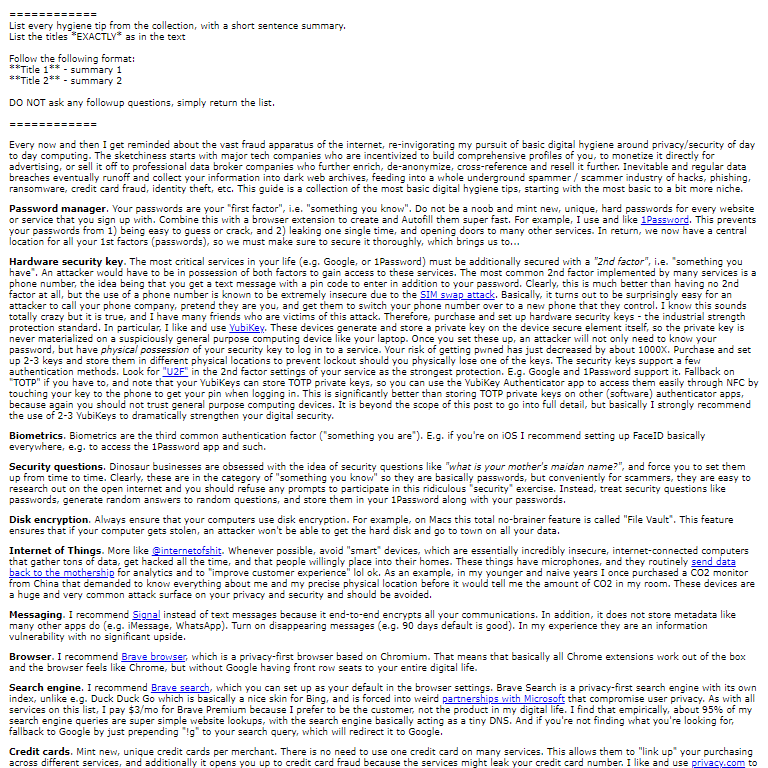 ============
List every hygiene tip from the collection, with a short sentence summary.
List the titles *EXACTLY* as in the text
Follow the following format:
**Title 1** - summary 1
**Title 2** - summary 2
DO NOT ask any followup questions, simply return the list.
============
Every now and then I get reminded about the vast fraud apparatus of the internet, re-invigorating my pursuit of basic digital hygiene around privacy/security of day
to day computing. The sketchiness starts with major tech companies who are incentivized to build comprehensive profiles of you, to monetize it directly for
advertising, or sell it off to professional data broker companies who further enrich, de-anonymize, cross-reference and resell it further. Inevitable and regular data
breaches eventually runoff and collect your information into dark web archives, feeding into a whole underground spammer / scammer industry of hacks, phishing,
ransomware, credit card fraud, identity theft, etc. This guide is a collection of the most basic digital hygiene tips, starting with the most basic to a bit more niche.
Password manager. Your passwords are your "first factor", i.e. "something you know". Do not be a noob and mint new, unique, hard passwords for every website
or service that you sign up with. Combine this with a browser extension to create and Autofill them super fast. For example, I use and like 1Password. This prevents
your passwords from 1) being easy to guess or crack, and 2) leaking one single time, and opening doors to many other services. In return, we now have a central
location for all your 1st factors (passwords), so we must make sure to secure it thoroughly, which brings us to...
Hardware security key. The most critical services in your life (e.g. Google, or 1Password) must be additionally secured with a "2nd factor", i.e. "something you
have". An attacker would have to be in possession of both factors to gain access to these services. The most common 2nd factor implemented by many services is a
phone number, the idea being that you get a text message with a pin code to enter in addition to your password. Clearly, this is much better than having no 2nd
factor at all, but the use of a phone number is known to be extremely insecure due to the SIM swap attack. Basically, it turns out to be surprisingly easy for an
attacker to call your phone company, pretend they are you, and get them to switch your phone number over to a new phone that they control. I know this sounds
totally crazy but it is true, and I have many friends who are victims of this attack. Therefore, purchase and set up hardware security keys - the industrial strength
protection standard. In particular, I like and use YubiKey. These devices generate and store a private key on the device secure element itself, so the private key is
never materialized on a suspiciously general purpose computing device like your laptop. Once you set these up, an attacker will not only need to know your
password, but have physical possession of your security key to log in to a service. Your risk of getting pwned has just decreased by about 1000X. Purchase and set
up 2-3 keys and store them in different physical locations to prevent lockout should you physically lose one of the keys. The security keys support a few
authentication methods. Look for "U2F" in the 2nd factor settings of your service as the strongest protection. E.g. Google and 1Password support it. Fallback on
"TOTP" if you have to, and note that your YubiKeys can store TOTP private keys, so you can use the YubiKey Authenticator app to access them easily through NFC by
touching your key to the phone to get your pin when logging in. This is significantly better than storing TOTP private keys on other (software) authenticator apps,
because again you should not trust general purpose computing devices. It is beyond the scope of this post to go into full detail, but basically I strongly recommend
the use of 2-3 YubiKeys to dramatically strengthen your digital security.
Biometrics. Biometrics are the third common authentication factor ("something you are"). E.g. if you're on iOS I recommend setting up FaceID basically
everywhere, e.g. to access the 1Password app and such.
Security questions. Dinosaur businesses are obsessed with the idea of security questions like "what is your mother's maidan name?", and force you to set them
up from time to time. Clearly, these are in the category of "something you know" so they are basically passwords, but conveniently for scammers, they are easy to
research out on the open internet and you should refuse any prompts to participate in this ridiculous "security" exercise. Instead, treat security questions like
passwords, generate random answers to random questions, and store them in your 1Password along with your passwords.
Disk encryption. Always ensure that your computers use disk encryption. For example, on Macs this total no-brainer feature is called "File Vault". This feature
ensures that if your computer gets stolen, an attacker won't be able to get the hard disk and go to town on all your data.
Internet of Things. More like @internetofshit. Whenever possible, avoid "smart" devices, which are essentially incredibly insecure, internet-connected computers
that gather tons of data, get hacked all the time, and that people willingly place into their homes. These things have microphones, and they routinely send data
back to the mothership for analytics and to "improve customer experience" lol ok. As an example, in my younger and naive years I once purchased a CO2 monitor
from China that demanded to know everything about me and my precise physical location before it would tell me the amount of CO2 in my room. These devices are
a huge and very common attack surface on your privacy and security and should be avoided.
Messaging. I recommend Signal instead of text messages because it end-to-end encrypts all your communications. In addition, it does not store metadata like
many other apps do (e.g. iMessage, WhatsApp). Turn on disappearing messages (e.g. 90 days default is good). In my experience they are an information
vulnerability with no significant upside.
Browser. I recommend Brave browser, which is a privacy-first browser based on Chromium. That means that basically all Chrome extensions work out of the box
and the browser feels like Chrome, but without Google having front row seats to your entire digital life.
Search engine. I recommend Brave search, which you can set up as your default in the browser settings. Brave Search is a privacy-first search engine with its own
index, unlike e.g. Duck Duck Go which is basically a nice skin for Bing, and is forced into weird partnerships with Microsoft that compromise user privacy. As with all
services on this list, I pay $3/mo for Brave Premium because I prefer to be the customer, not the product in my digital life. I find that empirically, about 95% of my
search engine queries are super simple website lookups, with the search engine basically acting as a tiny DNS. And if you're not finding what you're looking for,
fallback to Google by just prepending "!g" to your search query, which will redirect it to Google.
Credit cards. Mint new, unique credit cards per merchant. There is no need to use one credit card on many services. This allows them to "link up" your purchasing
across different services, and additionally it opens you up to credit card fraud because the services might leak your credit card number. I like and use privacy.com to